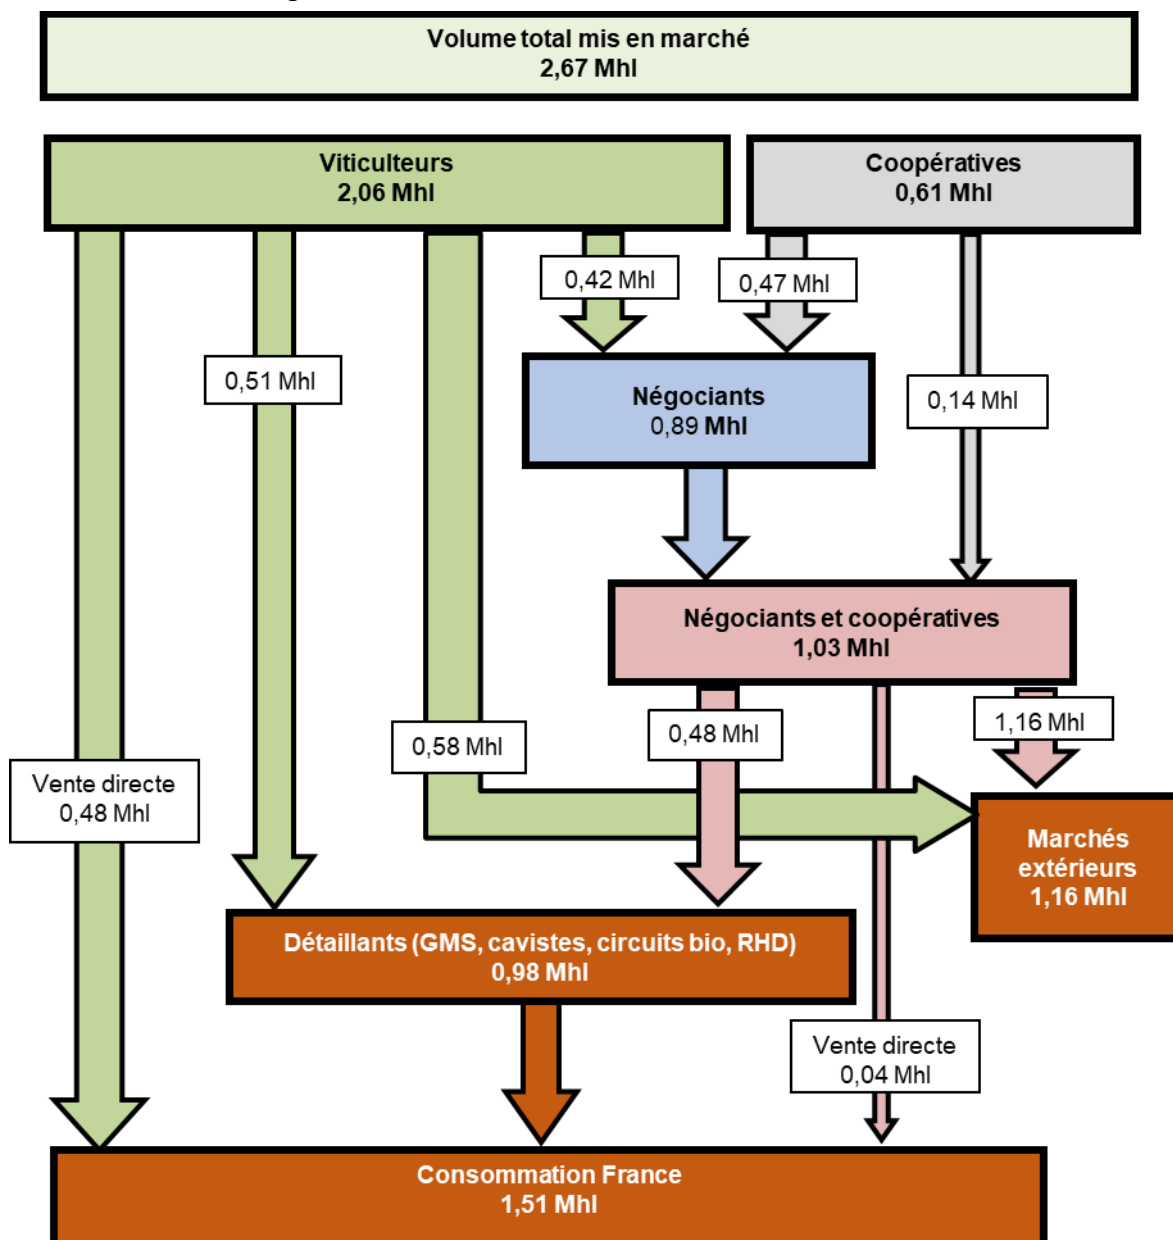 Volume total mis en marché
2,67 Mhl
Viticulteurs
2,06 Mhl
Coopératives
0,61 Mhl
0,42 Mhl
0,47 Mhl
0,51 Mhl
Négociants
0,89 Mhl
0,14 Mhl
Négociants et coopératives
1,03 Mhl
0,58 Mhl
0,48 Mhl
1,16 Mhl
Vente directe
0,48 Mhl
Marchés
extérieurs
1,16 Mhl
Détaillants (GMS, cavistes, circuits bio, RHD)
0,98 Mhl
Vente directe
0,04 Mhl
Consommation France
1,51 Mhl